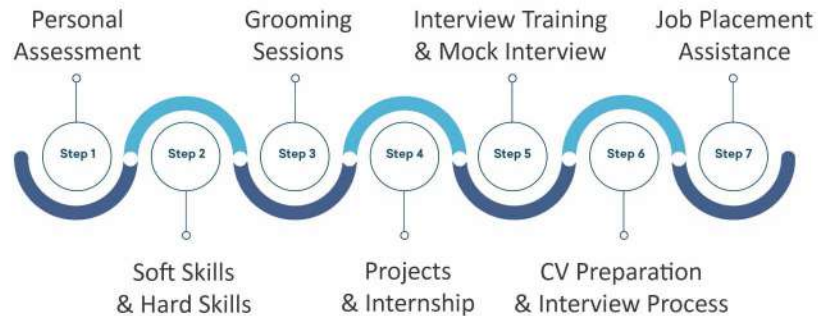 Personal
Assessment
Grooming
Sessions
Interview Training
& Mock Interview
Job Placement
Assistance
Step 1
Step 2
Step 3
Step 4
Step 5
Step 6
Step 7
Soft Skills
& Hard Skills
Projects
& Internship
CV Preparation
& Interview Process